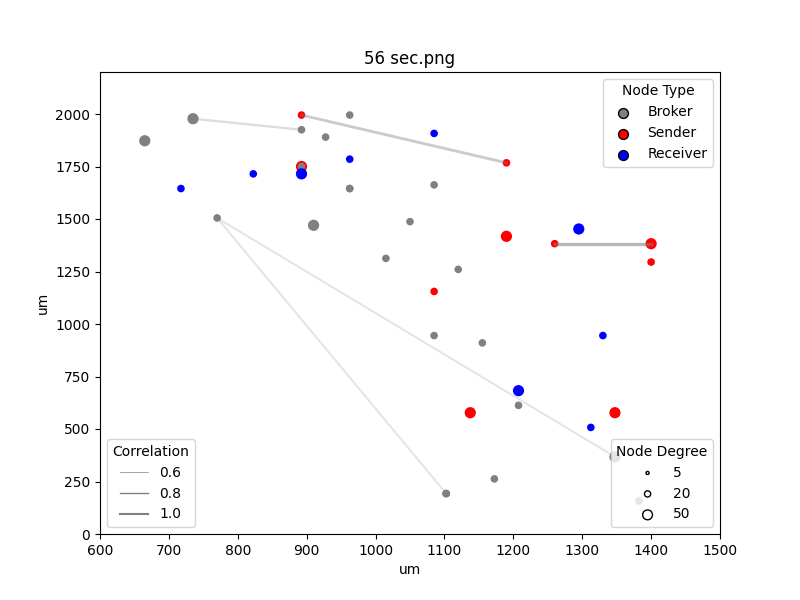 56 sec.png
um
2000
1750
1500
1250
1000
750
500
250
0
600
700
800
900
1000
1100
1200
1300
1400
1500
um
Node Type
Broker
Sender
Receiver
Correlation
0.6
0.8
1.0
Node Degree
5
20
50